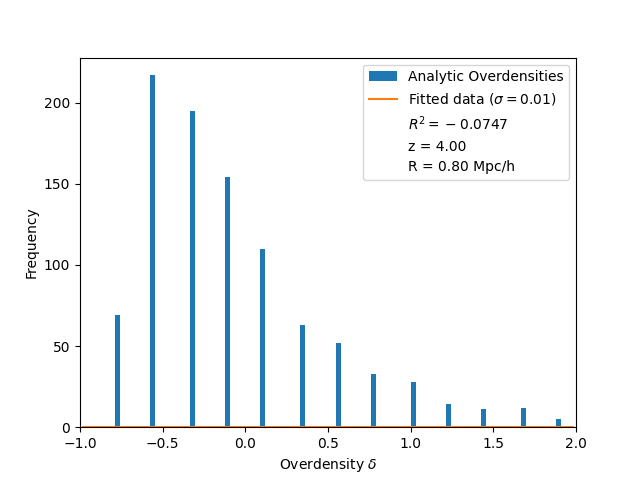 Analytic Overdensities
Fitted data (σ = 0.01)
R² = −0.0747
z = 4.00
R = 0.80 Mpc/h
Frequency
200
150
100
50
0
−1.0 −0.5 0.0 0.5 1.0 1.5 2.0
Overdensity δ